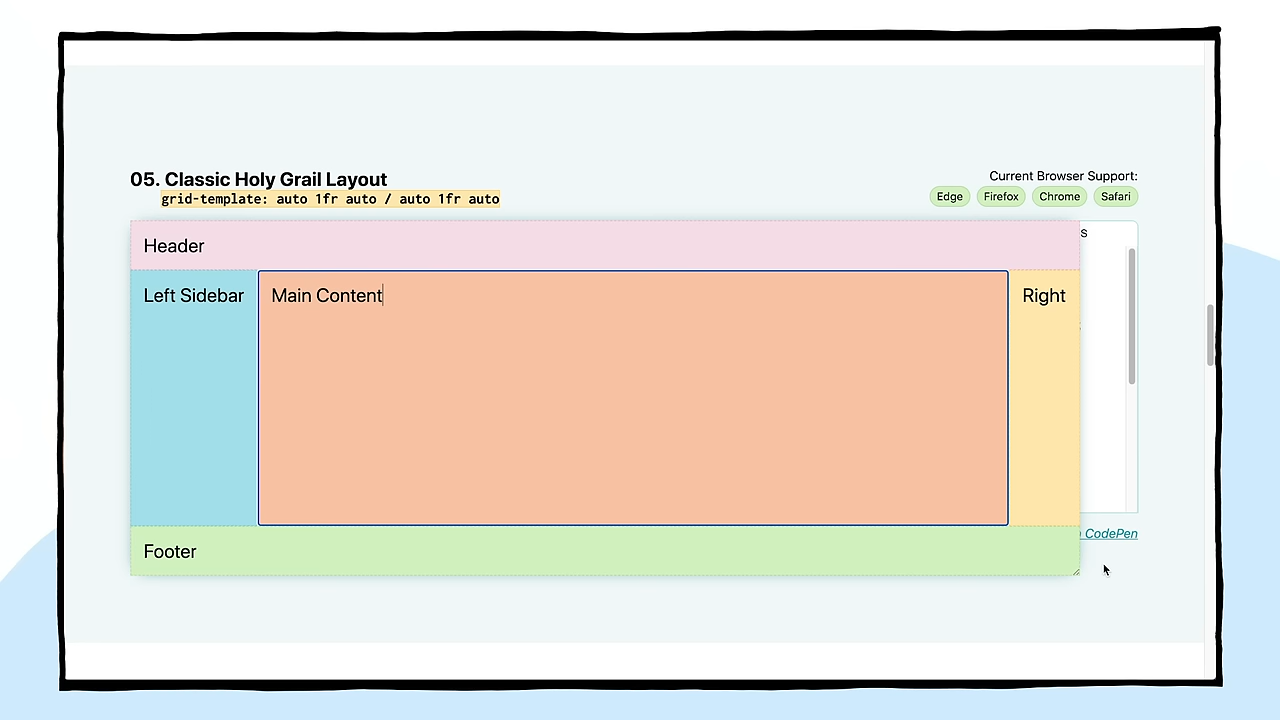 05. Classic Holy Grail Layout
grid-template: auto 1fr auto / auto 1fr auto
Current Browser Support:
Edge Firefox Chrome Safari
Header
Left Sidebar
Main Content
Right
Footer
CodePen